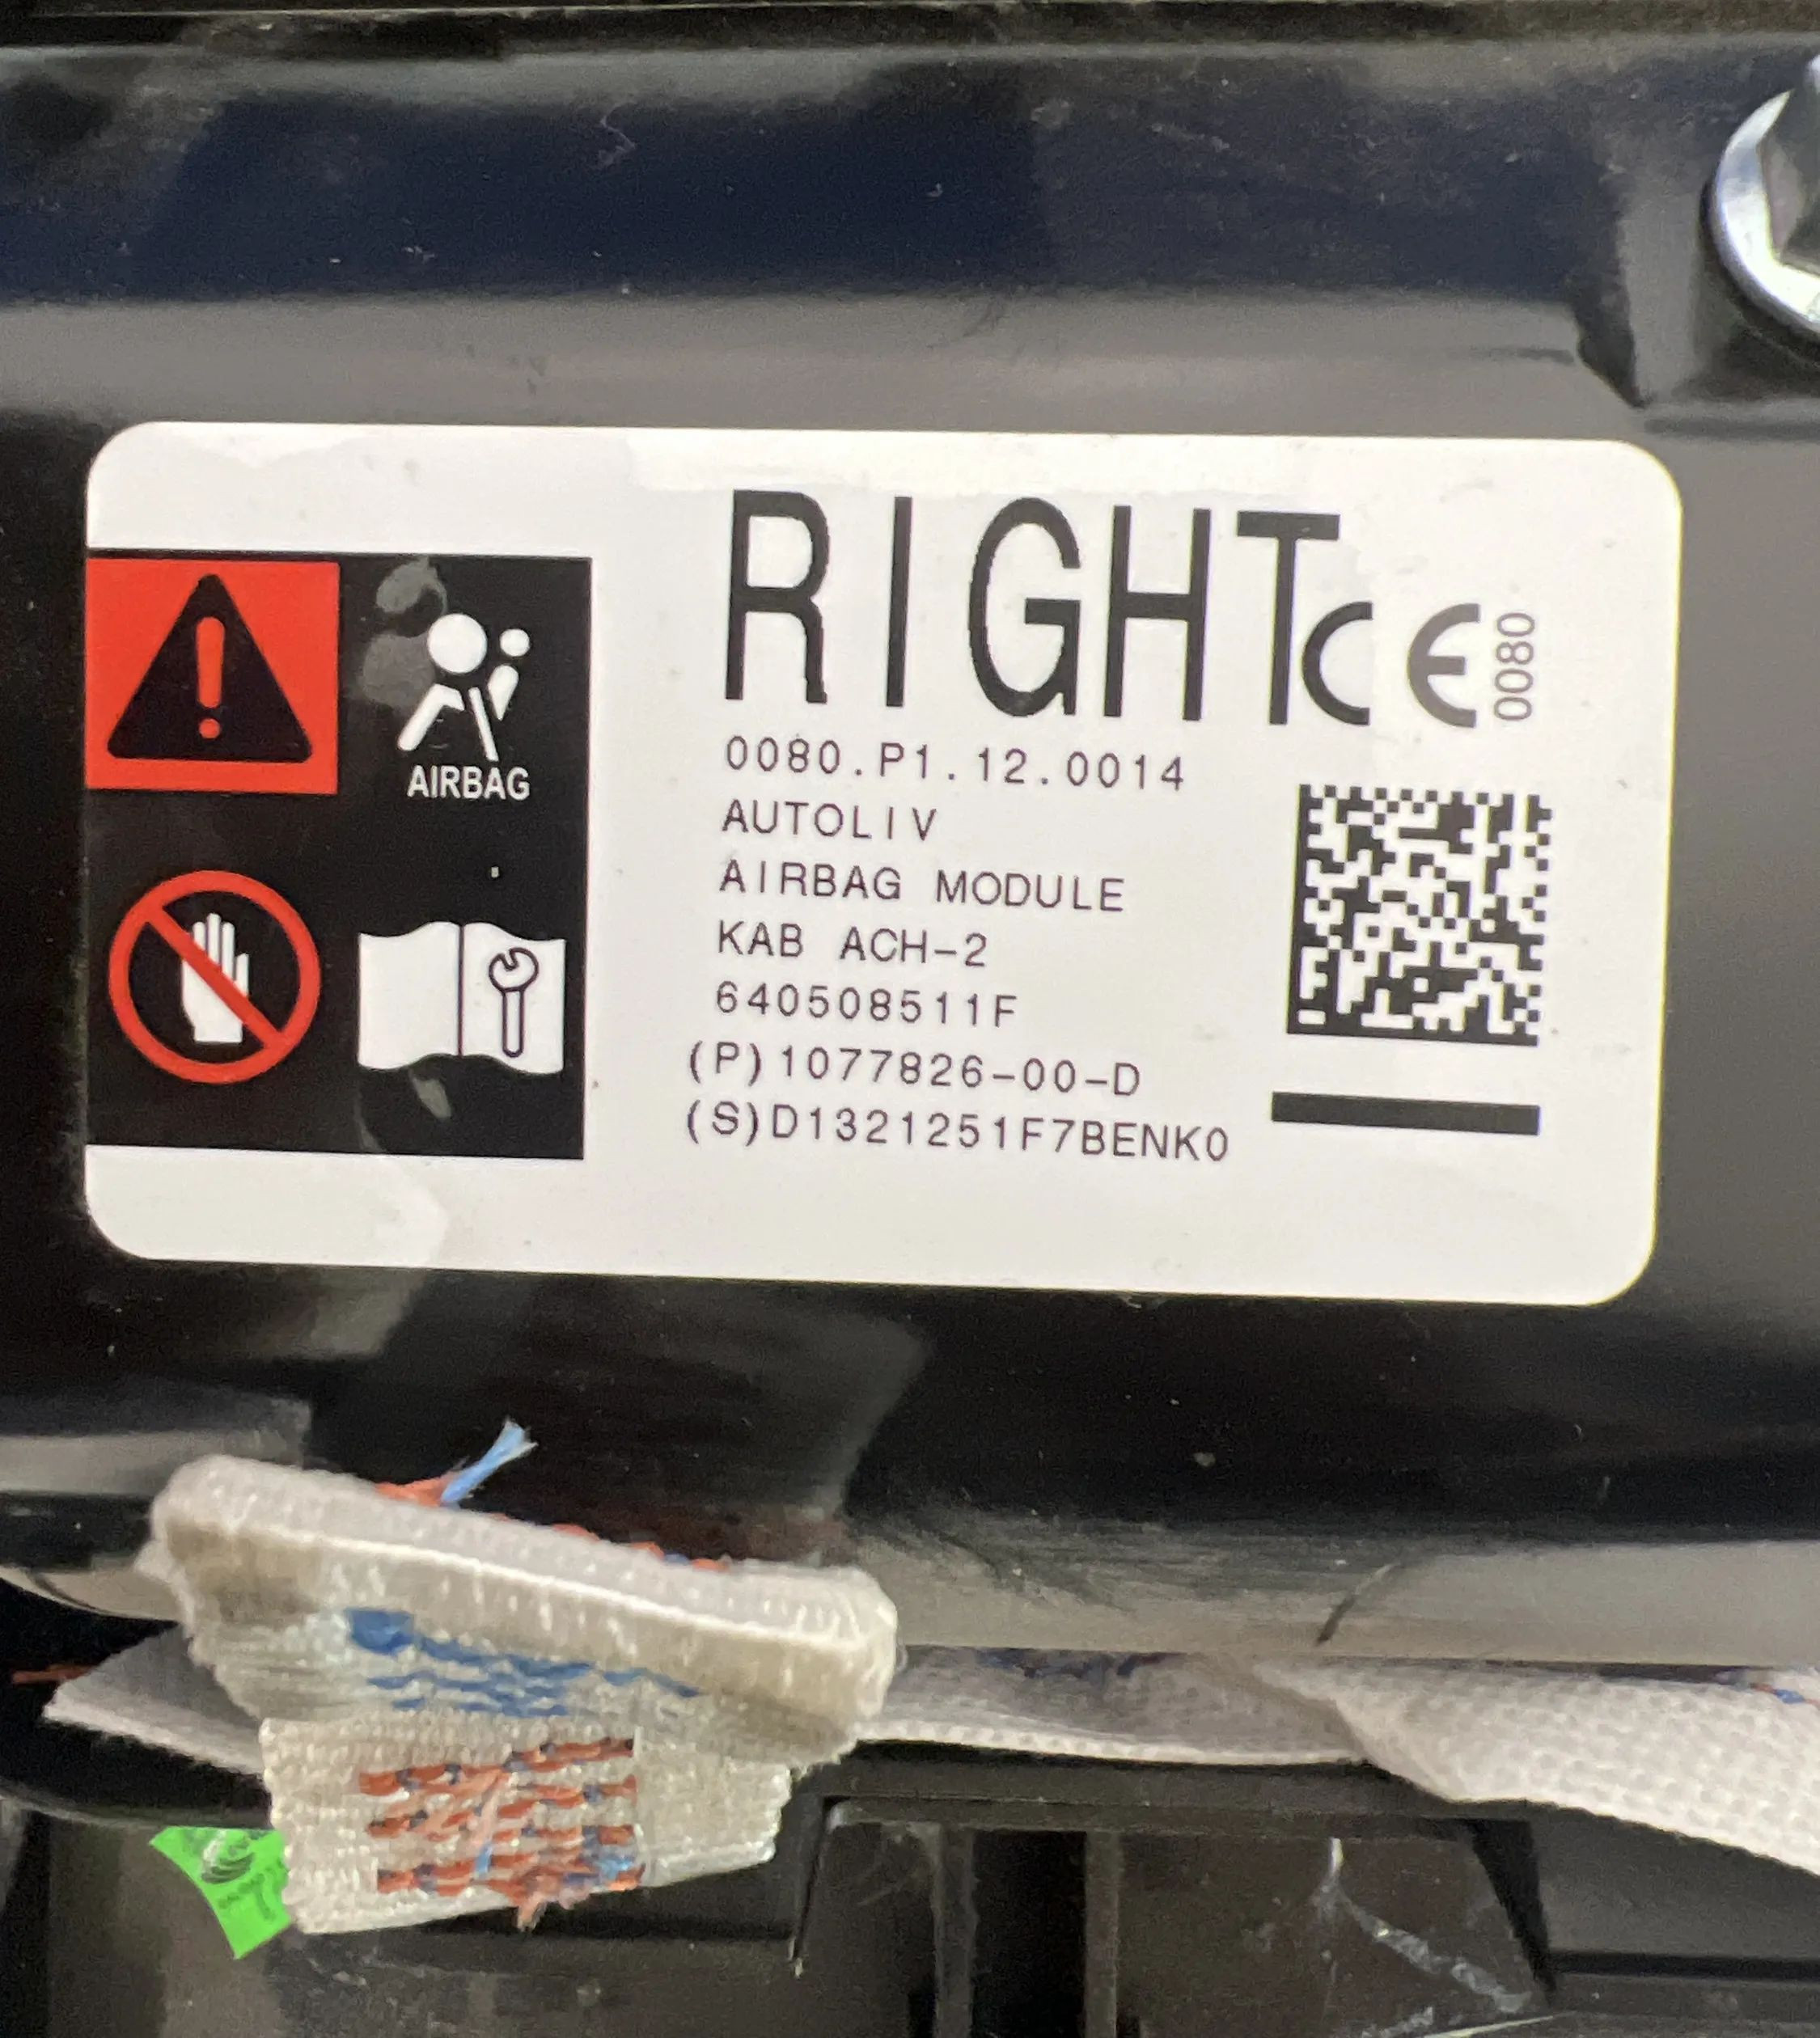 RIGHT
CE 0080
AIRBAG
0080.P1.12.0014
AUTOLIV
AIRBAG MODULE
KAB ACH-2
640508511F
(P)1077826-00-D
(S)D1321251F7BENK0